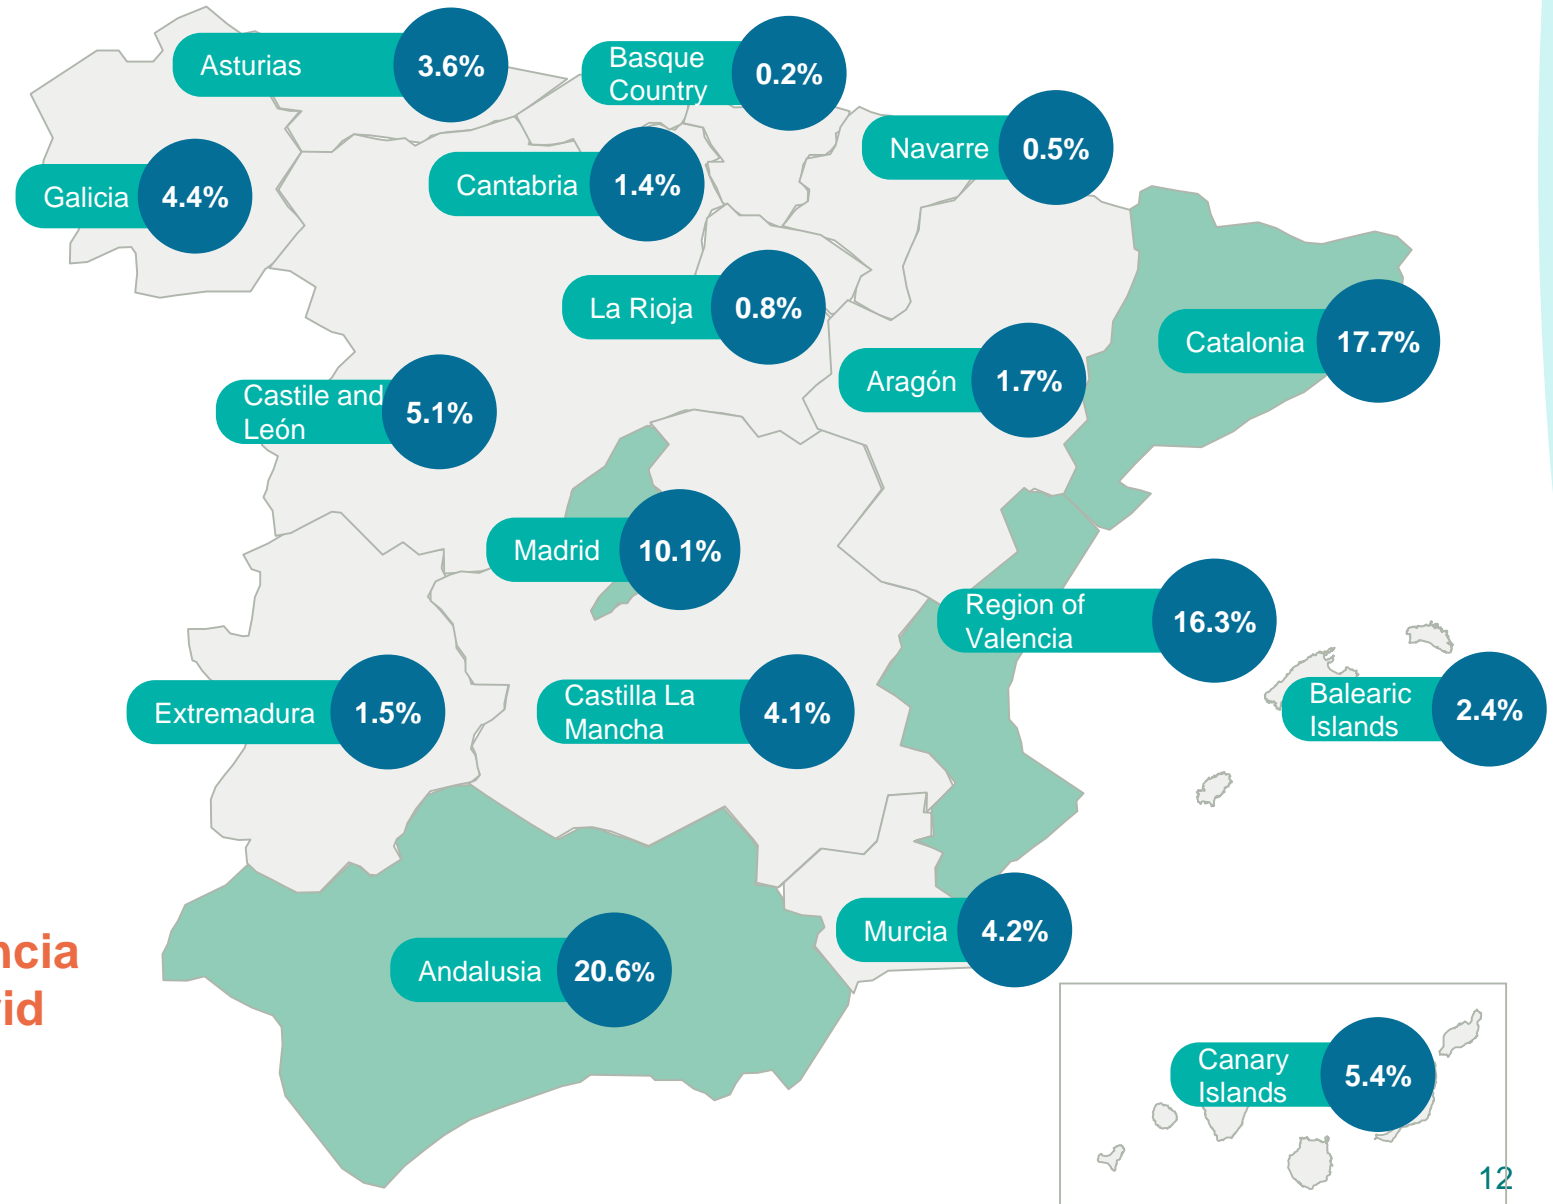 Asturias
3.6%
Basque
Country
0.2%
Navarre
0.5%
Galicia
4.4%
Cantabria
1.4%
La Rioja
0.8%
Catalonia
17.7%
Aragón
1.7%
Castile and
León
5.1%
Madrid
10.1%
Region of
Valencia
16.3%
Extremadura
1.5%
Castilla La
Mancha
4.1%
Balearic
Islands
2.4%
Murcia
4.2%
Andalusia
20.6%
Canary
Islands
5.4%
12